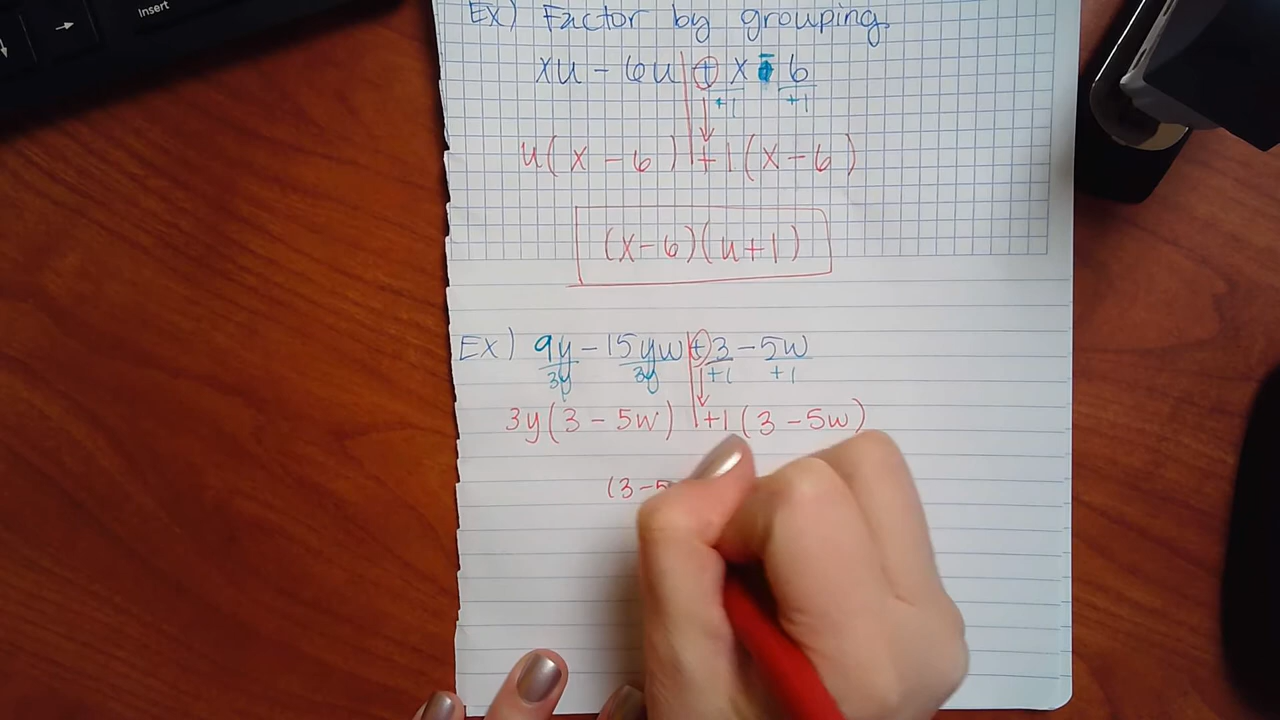 Insert
Ex) Factor by grouping
xu - 6u + x - 6
+1 +1
u(x - 6) +1(x - 6)
(x - 6)(u + 1)
Ex) 9y - 15yw + 3 - 5w
3y 3y +1 +1
3y(3 - 5w) +1(3 - 5w)
(3 - 5